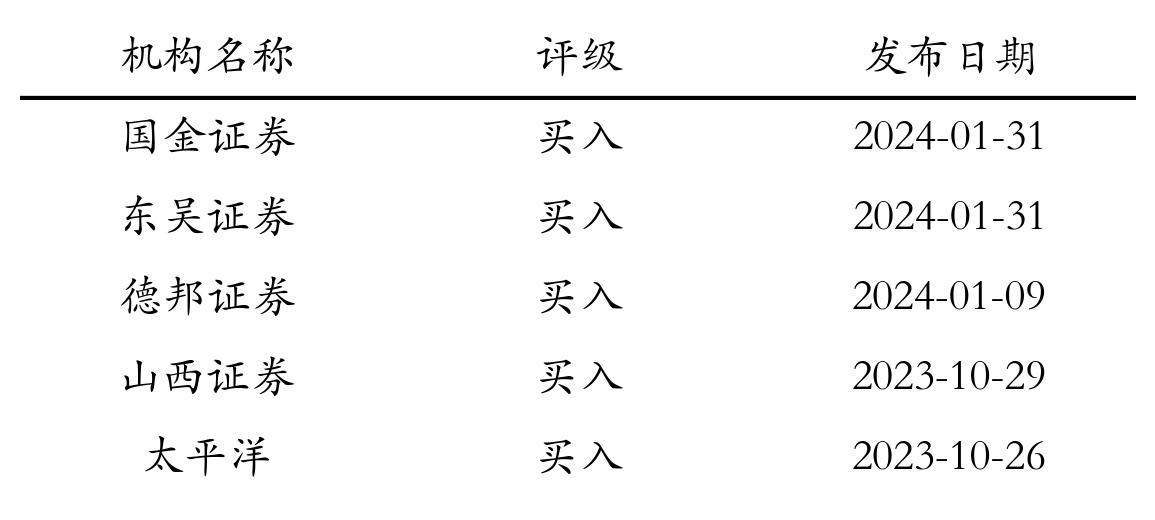 机构名称 评级 发布日期
国金证券 买入 2024-01-31
东吴证券 买入 2024-01-31
德邦证券 买入 2024-01-09
山西证券 买入 2023-10-29
太平洋 买入 2023-10-26